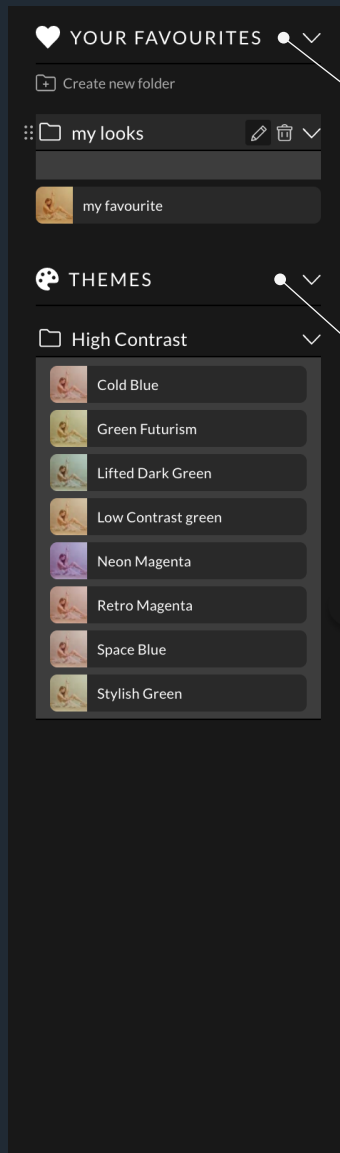 YOUR FAVOURITES
Create new folder
my looks
my favourite
THEMES
High Contrast
Cold Blue
Green Futurism
Lifted Dark Green
Low Contrast green
Neon Magenta
Retro Magenta
Space Blue
Stylish Green